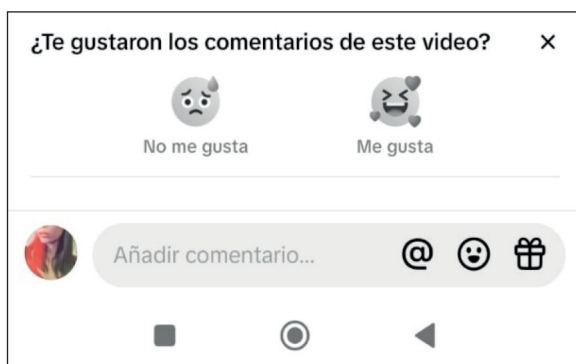 ¿Te gustaron los comentarios de este video?
No me gusta
Me gusta
Añadir comentario...